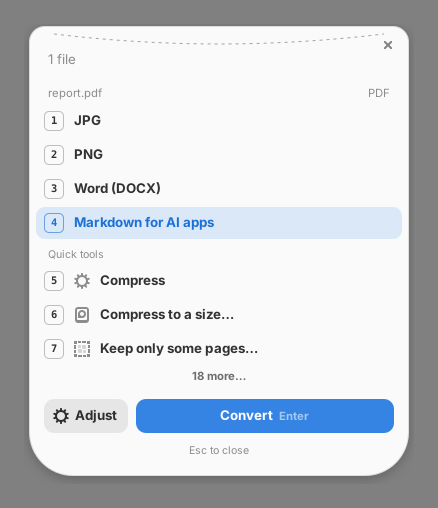 1 file
report.pdf PDF
1 JPG
2 PNG
3 Word (DOCX)
4 Markdown for AI apps
Quick tools
5 Compress
6 Compress to a size...
7 Keep only some pages...
18 more...
Adjust Convert Enter
Esc to close